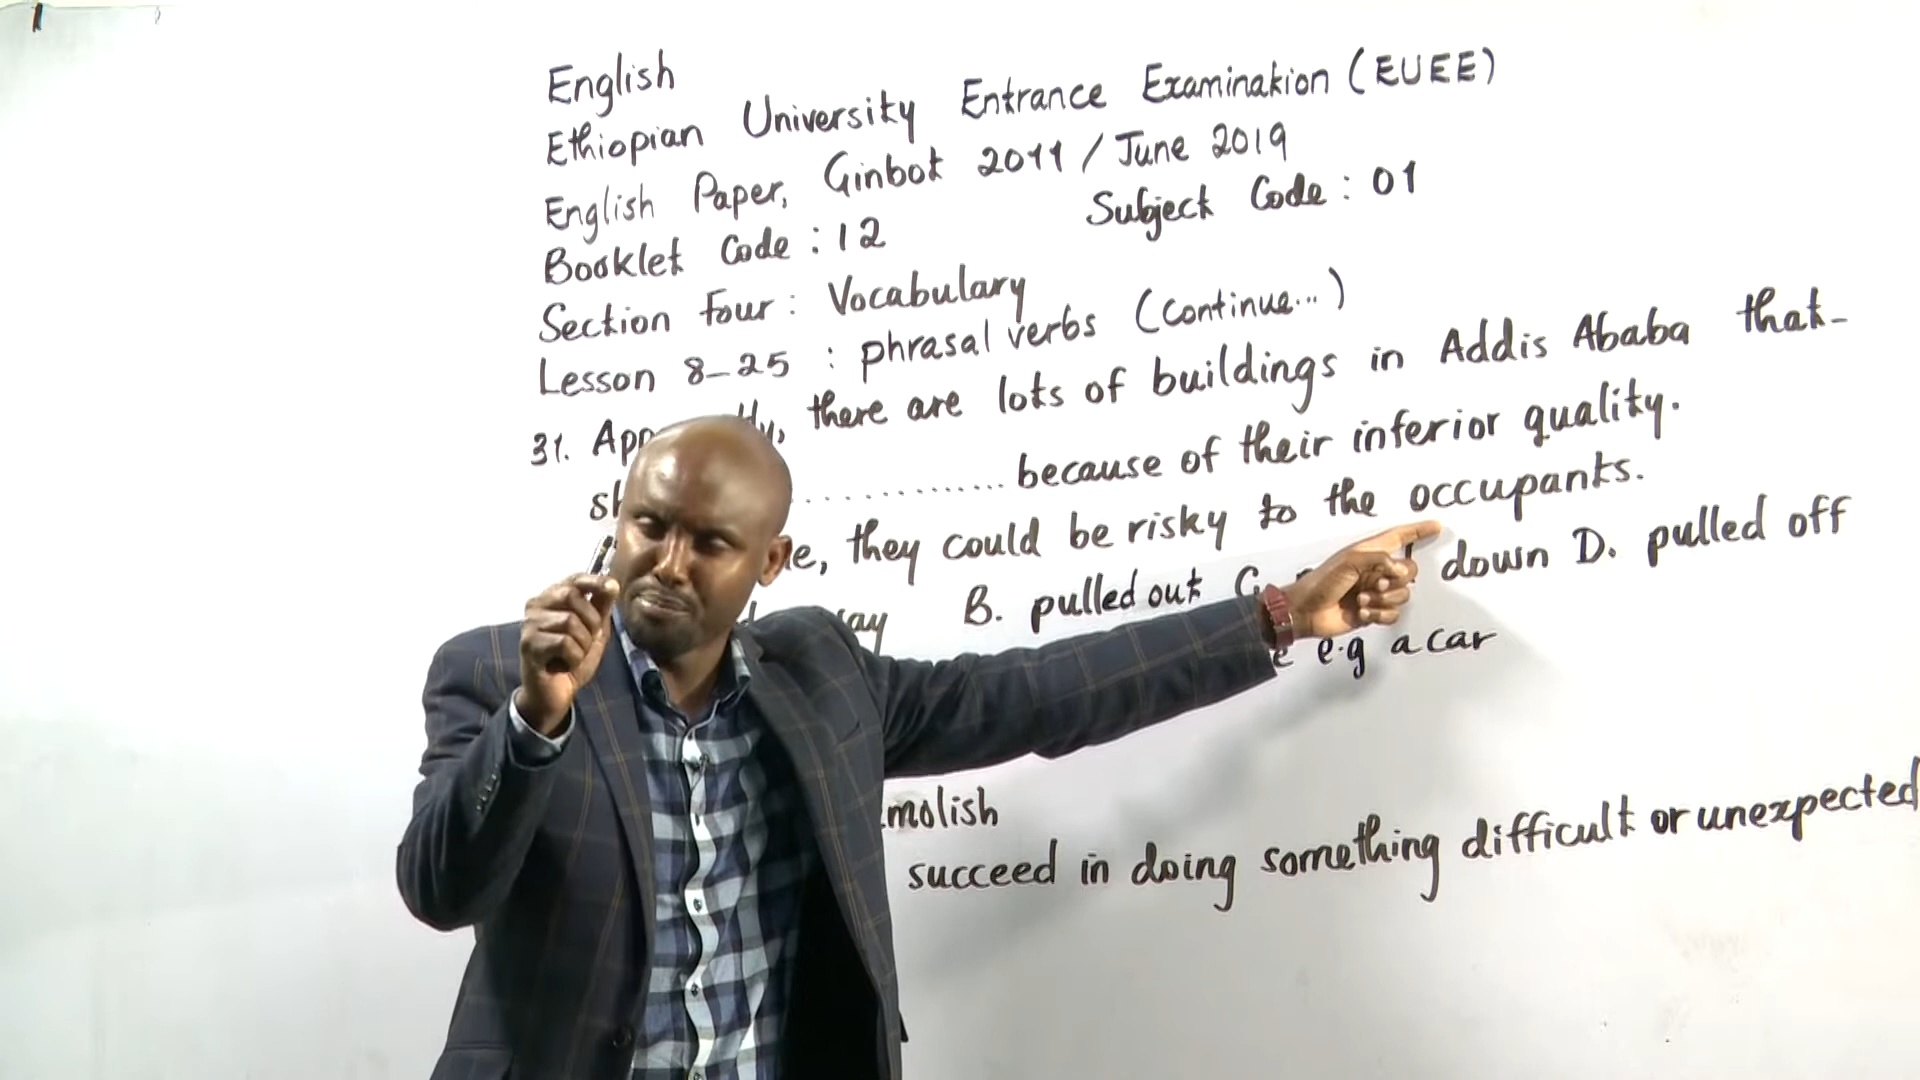 English
Ethiopian University Entrance Examination (EUEE)
English Paper, Ginbot 2011 / June 2019
Booklet Code : 12 Subject Code : 01
Section Four : Vocabulary
Lesson 8-25 : phrasal verbs (Continue...)
31. there are lots of buildings in Addis Ababa that-
............. because of their inferior quality.
they could be risky to the occupants.
B. pulled out C. down D. pulled off
e.g a car
succeed in doing something difficult or unexpected